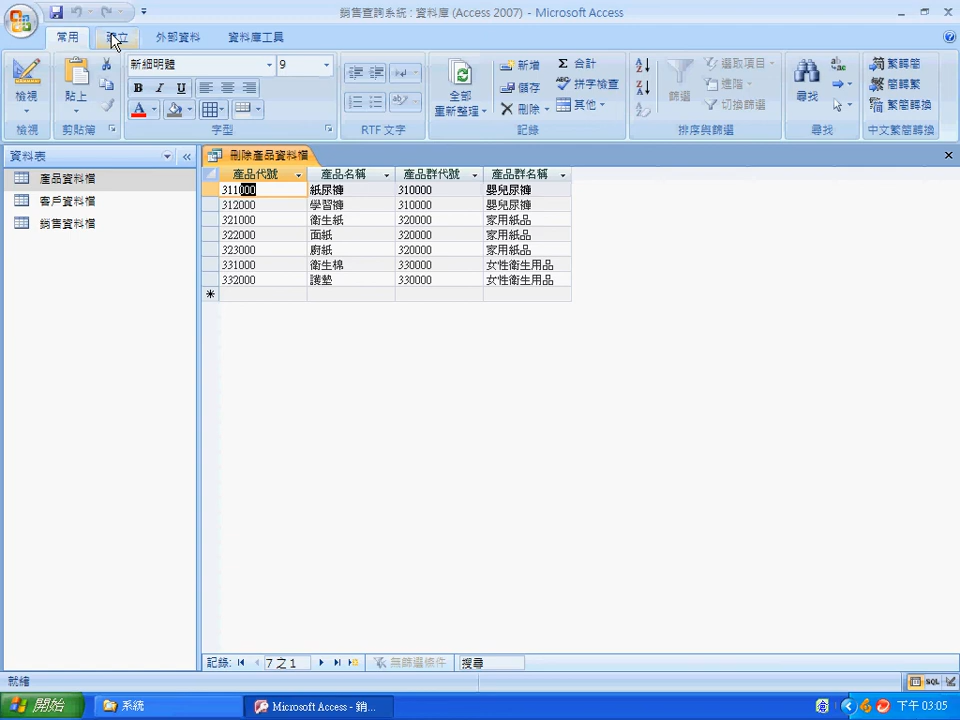 銷售查詢系統 : 資料庫 (Access 2007) - Microsoft Access
常用
建立
外部資料
資料庫工具
檢視
貼上
新細明體
9
B I U
A
全部
重新整理
新增
儲存
刪除
Σ 合計
拼字檢查
其他
篩選
選取項目
進階
切換篩選
尋找
繁轉簡
簡轉繁
繁簡轉換
檢視
剪貼簿
字型
RTF 文字
記錄
排序與篩選
尋找
中文繁簡轉換
資料表
產品資料檔
客戶資料檔
銷售資料檔
刪除產品資料檔
產品代號 產品名稱 產品群代號 產品群名稱
311000 紙尿褲 310000 嬰兒尿褲
312000 學習褲 310000 嬰兒尿褲
321000 衛生紙 320000 家用紙品
322000 面紙 320000 家用紙品
323000 廚紙 320000 家用紙品
331000 衛生棉 330000 女性衛生用品
332000 護墊 330000 女性衛生用品
記錄: 7 之 1 無篩選條件 搜尋
就緒
SQL
開始
系統
Microsoft Access - 銷...
下午 03:05